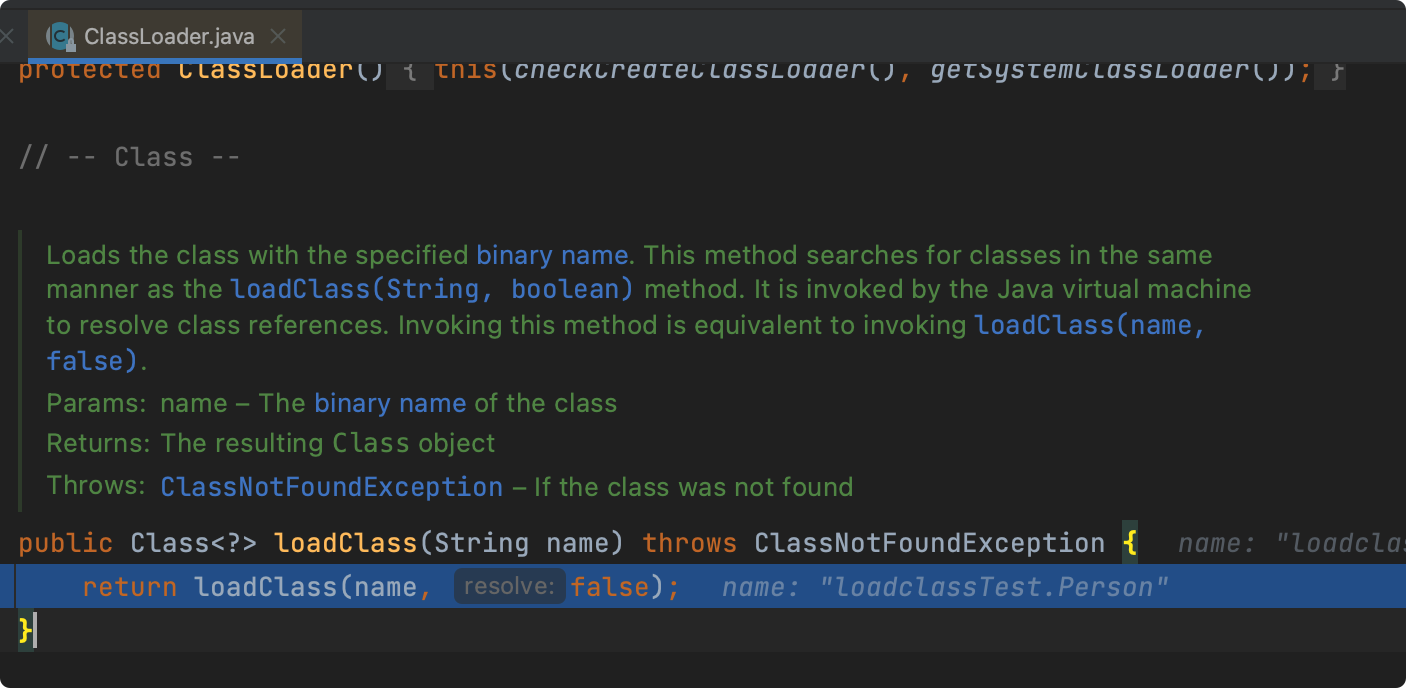 ClassLoader.java
protected ClassLoader() { this(checkCreateClassLoader(), getSystemClassLoader()); }
// -- Class --
Loads the class with the specified binary name. This method searches for classes in the same
manner as the loadClass(String, boolean) method. It is invoked by the Java virtual machine
to resolve class references. Invoking this method is equivalent to invoking loadClass(name,
false).
Params: name – The binary name of the class
Returns: The resulting Class object
Throws: ClassNotFoundException – If the class was not found
public Class<?> loadClass(String name) throws ClassNotFoundException { name: "loadclas
return loadClass(name, resolve: false); name: "loadclassTest.Person"
}